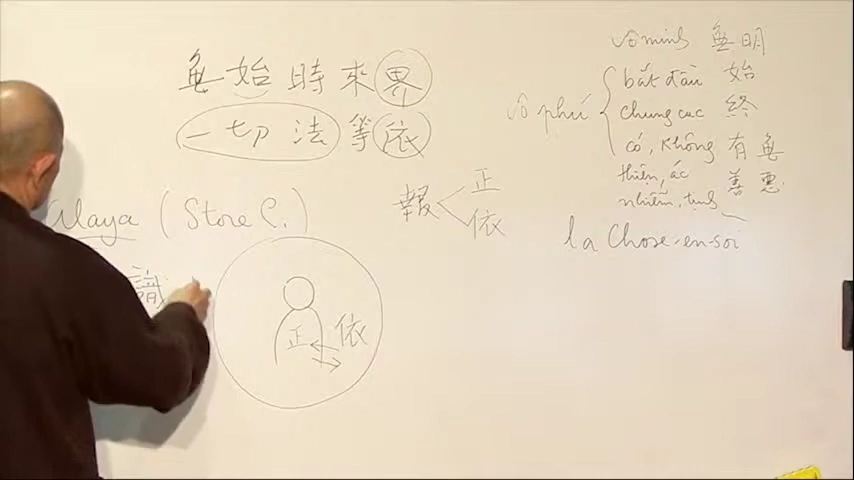 無始時來界
一切法等依
Alaya (Store C.)
識
正
依
報
正
依
vô minh 無明
vô phú
bắt đầu 始
chung cục 終
có, không 有無
thiện, ác 善惡
nhiễm, tịnh
la Chose-en-soi